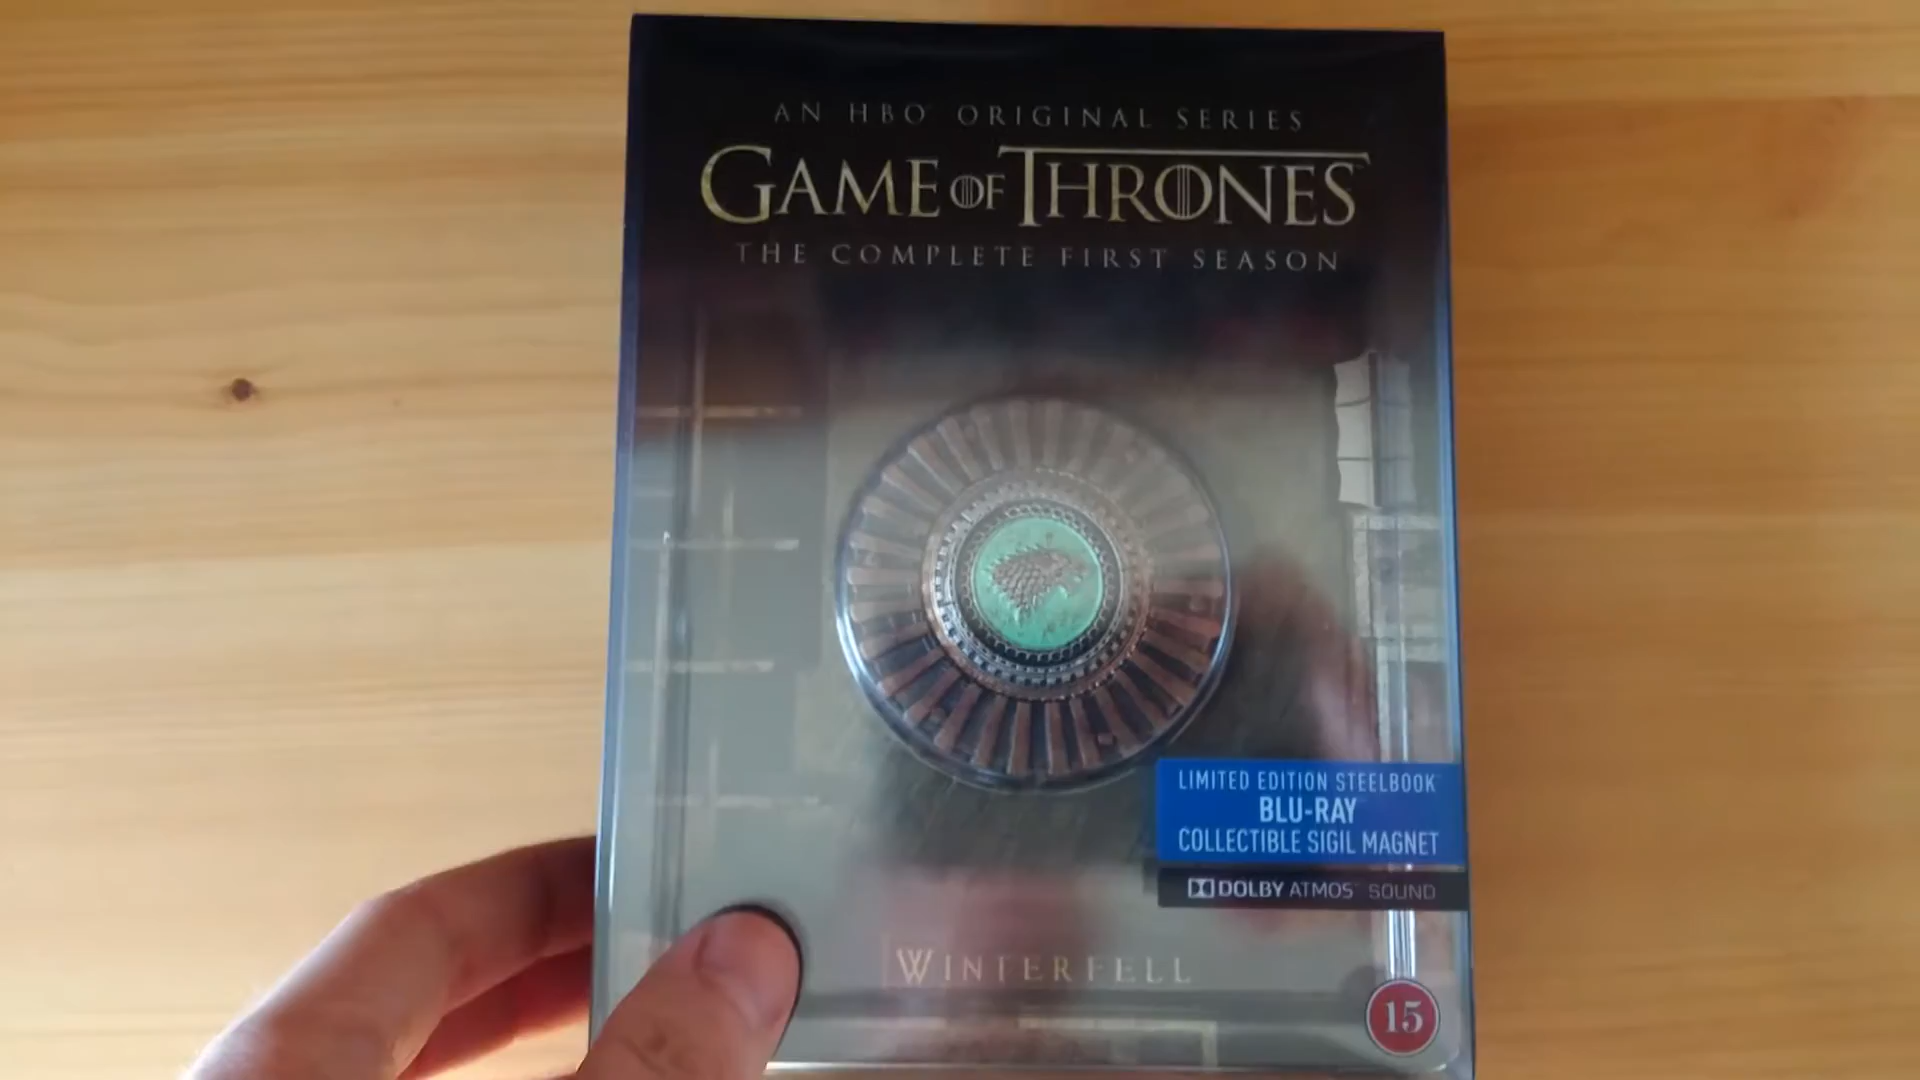 AN HBO ORIGINAL SERIES
GAME OF THRONES
THE COMPLETE FIRST SEASON
LIMITED EDITION STEELBOOK
BLU-RAY
COLLECTIBLE SIGIL MAGNET
DOLBY ATMOS SOUND
WINTERFELL
15